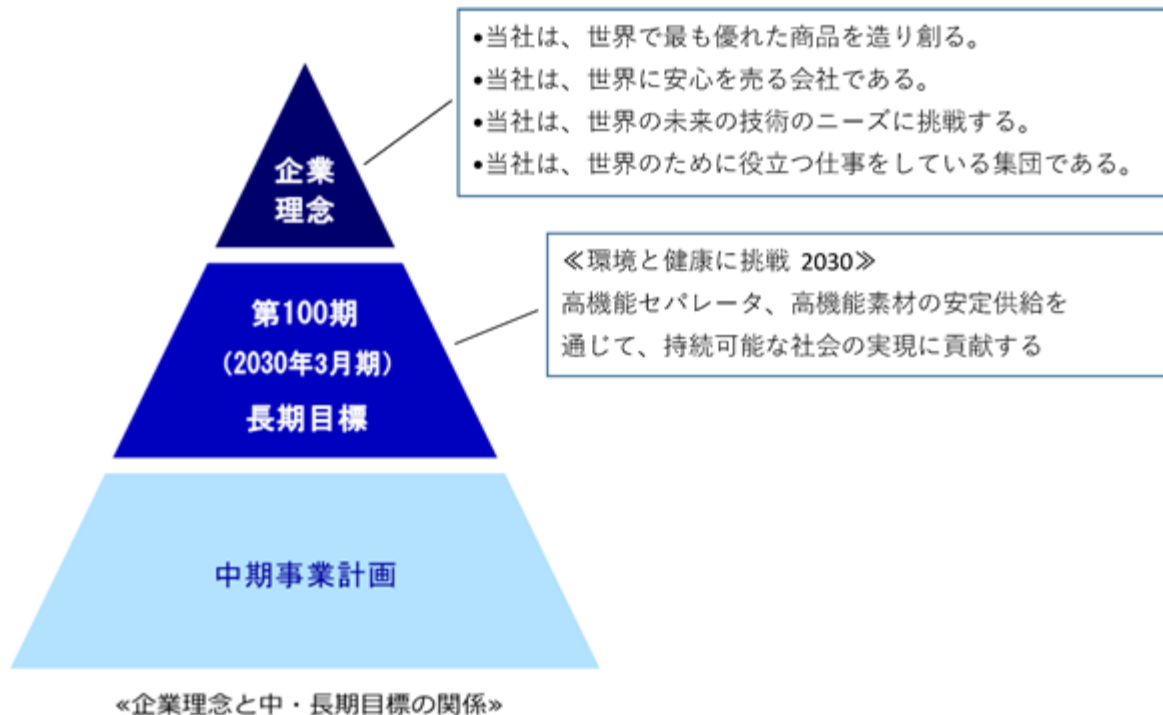 •当社は、世界で最も優れた商品を造り創る。
•当社は、世界に安心を売る会社である。
•当社は、世界の未来の技術のニーズに挑戦する。
•当社は、世界のために役立つ仕事をしている集団である。
企業
理念
≪環境と健康に挑戦 2030≫
高機能セパレータ、高機能素材の安定供給を
通じて、持続可能な社会の実現に貢献する
第100期
（2030年3月期）
長期目標
中期事業計画
≪企業理念と中・長期目標の関係≫